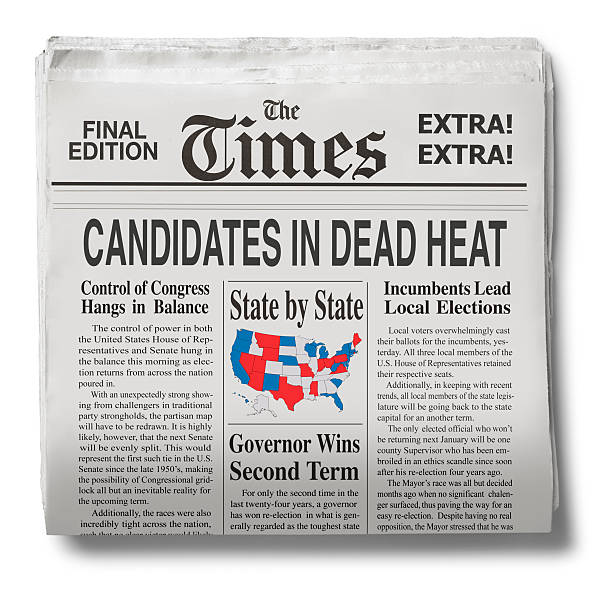 FINAL
EDITION
The
Times
EXTRA!
EXTRA!
CANDIDATES IN DEAD HEAT
Control of Congress
Hangs in Balance
The control of power in both
the United States House of Rep-
resentatives and Senate hung in
the balance this morning as elec-
tion returns from across the nation
poured in.
With an unexpectedly strong show-
ing from challengers in traditional
party strongholds, the partisan map
will have to be redrawn. It is highly
likely, however, that the next Senate
will be evenly split. This would
represent the first such tie in the U.S.
Senate since the late 1950's, making
the possibility of Congressional grid-
lock all but an inevitable reality for
the upcoming term.
Additionally, the races were also
incredibly tight across the nation,
such that no clear victor would likely
State by State
Governor Wins
Second Term
For only the second time in the
last twenty-four years, a governor
has won re-election in what is gen-
erally regarded as the toughest state
Incumbents Lead
Local Elections
Local voters overwhelmingly cast
their ballots for the incumbents, yes-
terday. All three local members of the
U.S. House of Representatives retained
their respective seats.
Additionally, in keeping with recent
trends, all local members of the state legis-
lature will be going back to the state
capital for an another term.
The only elected official who won't
be returning next January will be one
county Supervisor who has been em-
broiled in an ethics scandle since soon
after his re-election four years ago.
The Mayor's race was all but decided
months ago when no significant chalen-
ger surfaced, thus paving the way for an
easy re-election. Despite having no real
opposition, the Mayor stressed that he was